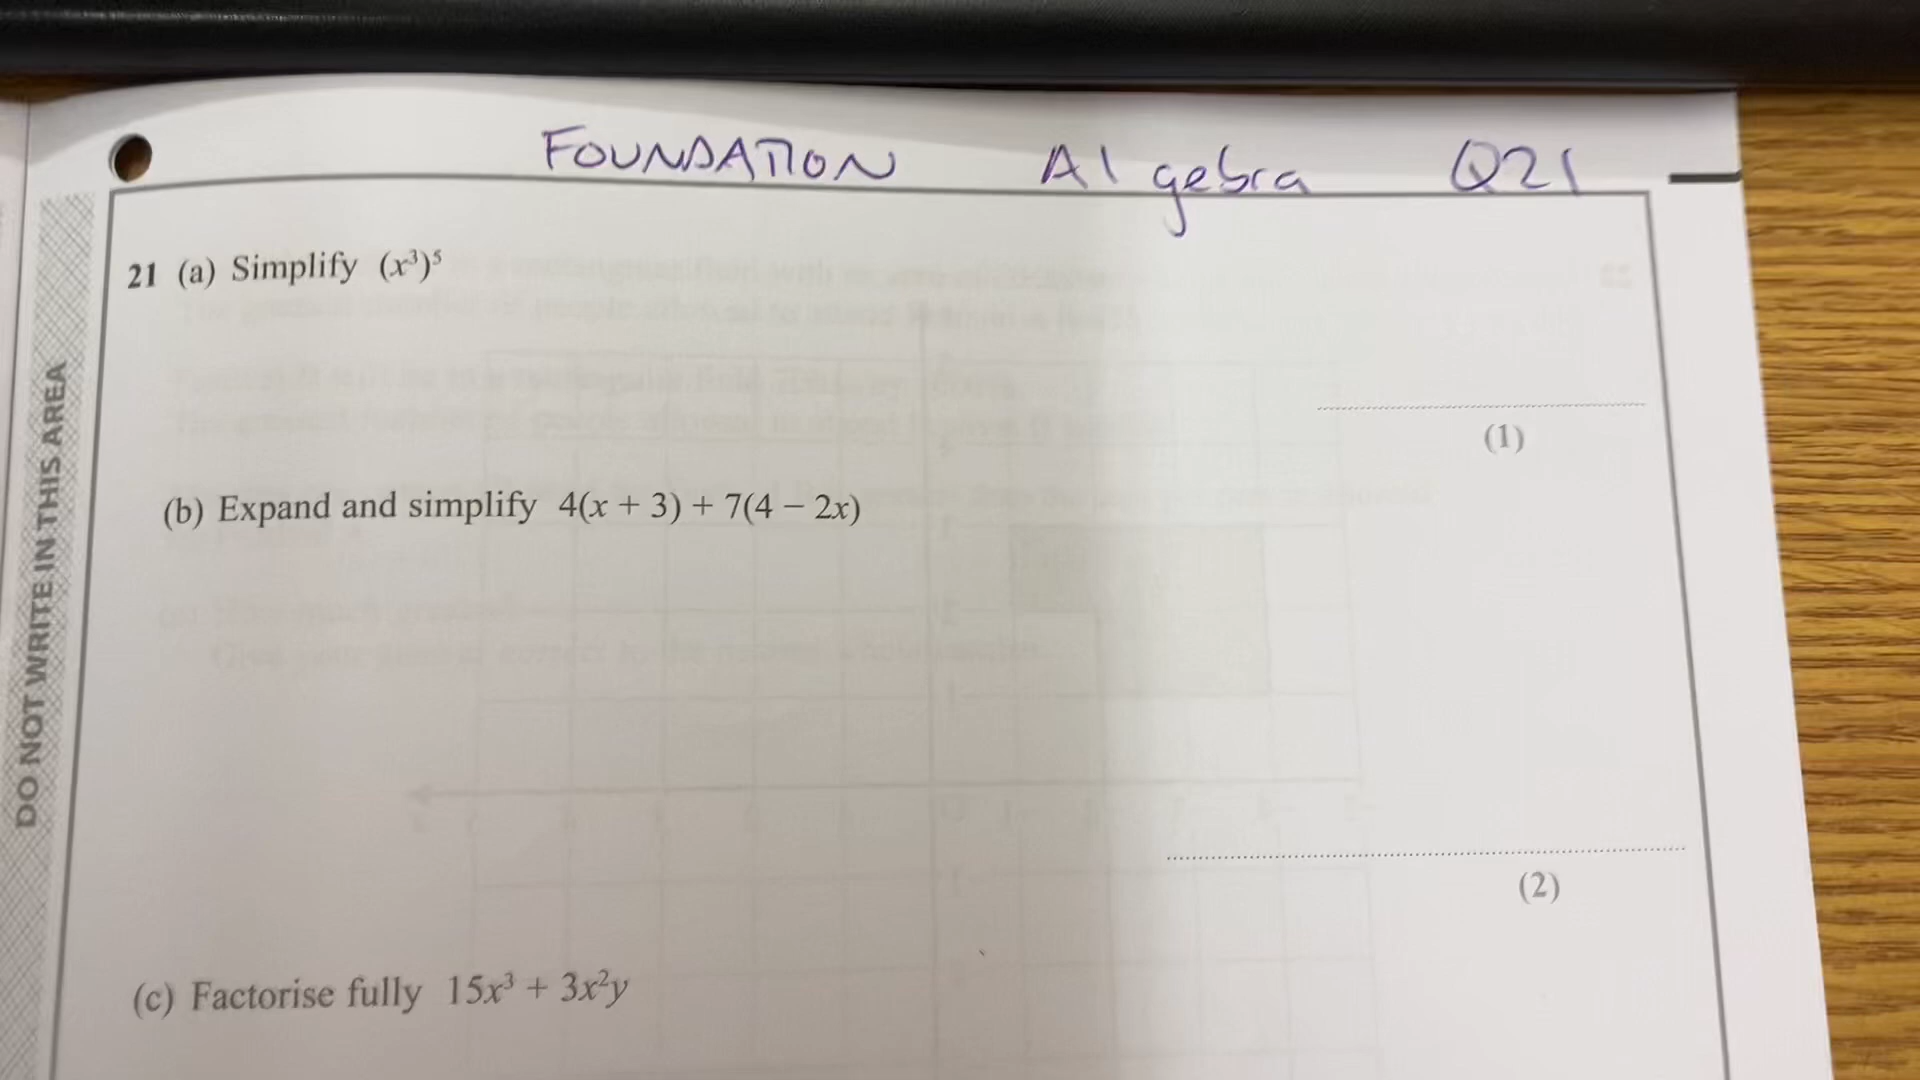 FOUNDATION Algebra Q21
21 (a) Simplify (x³)⁵
(1)
(b) Expand and simplify 4(x + 3) + 7(4 – 2x)
(2)
(c) Factorise fully 15x³ + 3x²y
DO NOT WRITE IN THIS AREA